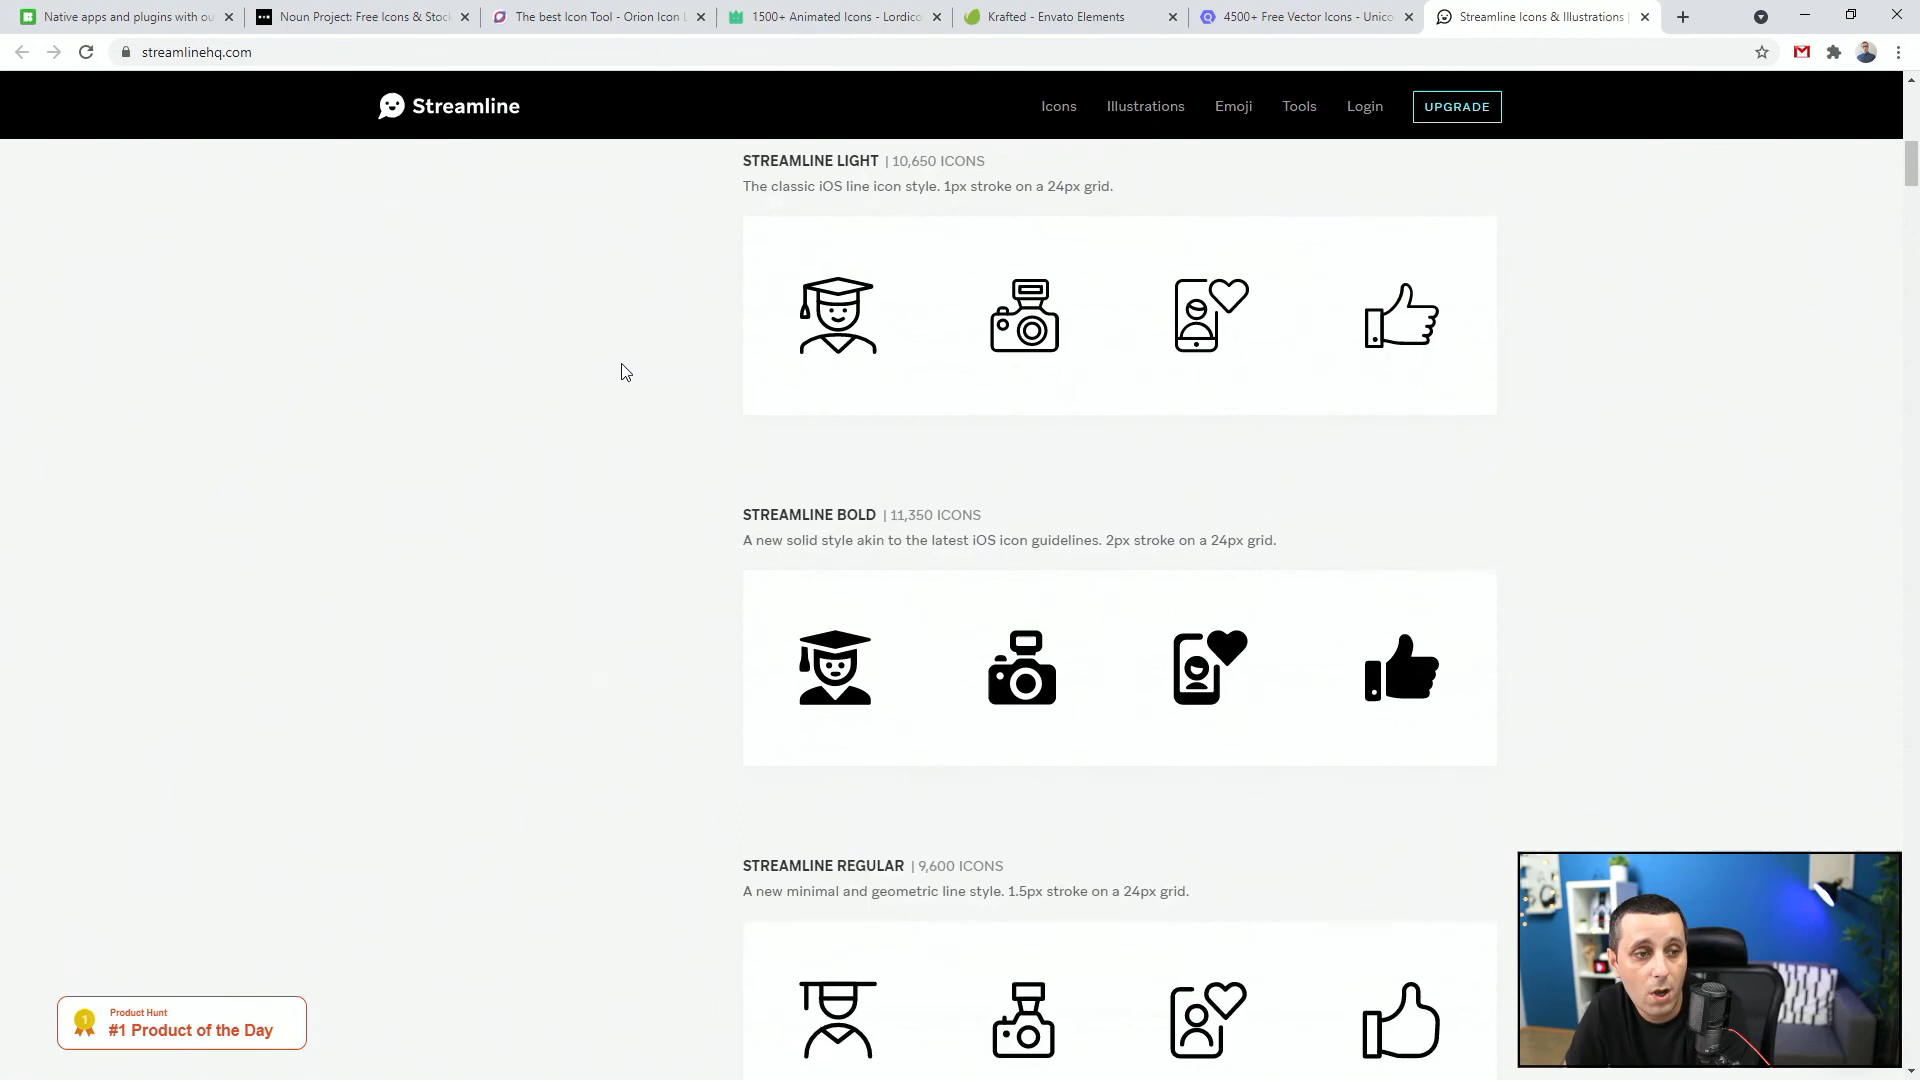 Native apps and plugins with ou
Noun Project: Free Icons & Stock
The best Icon Tool - Orion Icon L
1500+ Animated Icons - Lordico
Krafted - Envato Elements
4500+ Free Vector Icons - Unico
Streamline Icons & Illustrations |
streamlinehq.com
Streamline
Icons
Illustrations
Emoji
Tools
Login
UPGRADE
STREAMLINE LIGHT | 10,650 ICONS
The classic iOS line icon style. 1px stroke on a 24px grid.
STREAMLINE BOLD | 11,350 ICONS
A new solid style akin to the latest iOS icon guidelines. 2px stroke on a 24px grid.
STREAMLINE REGULAR | 9,600 ICONS
A new minimal and geometric line style. 1.5px stroke on a 24px grid.
1
Product Hunt
#1 Product of the Day